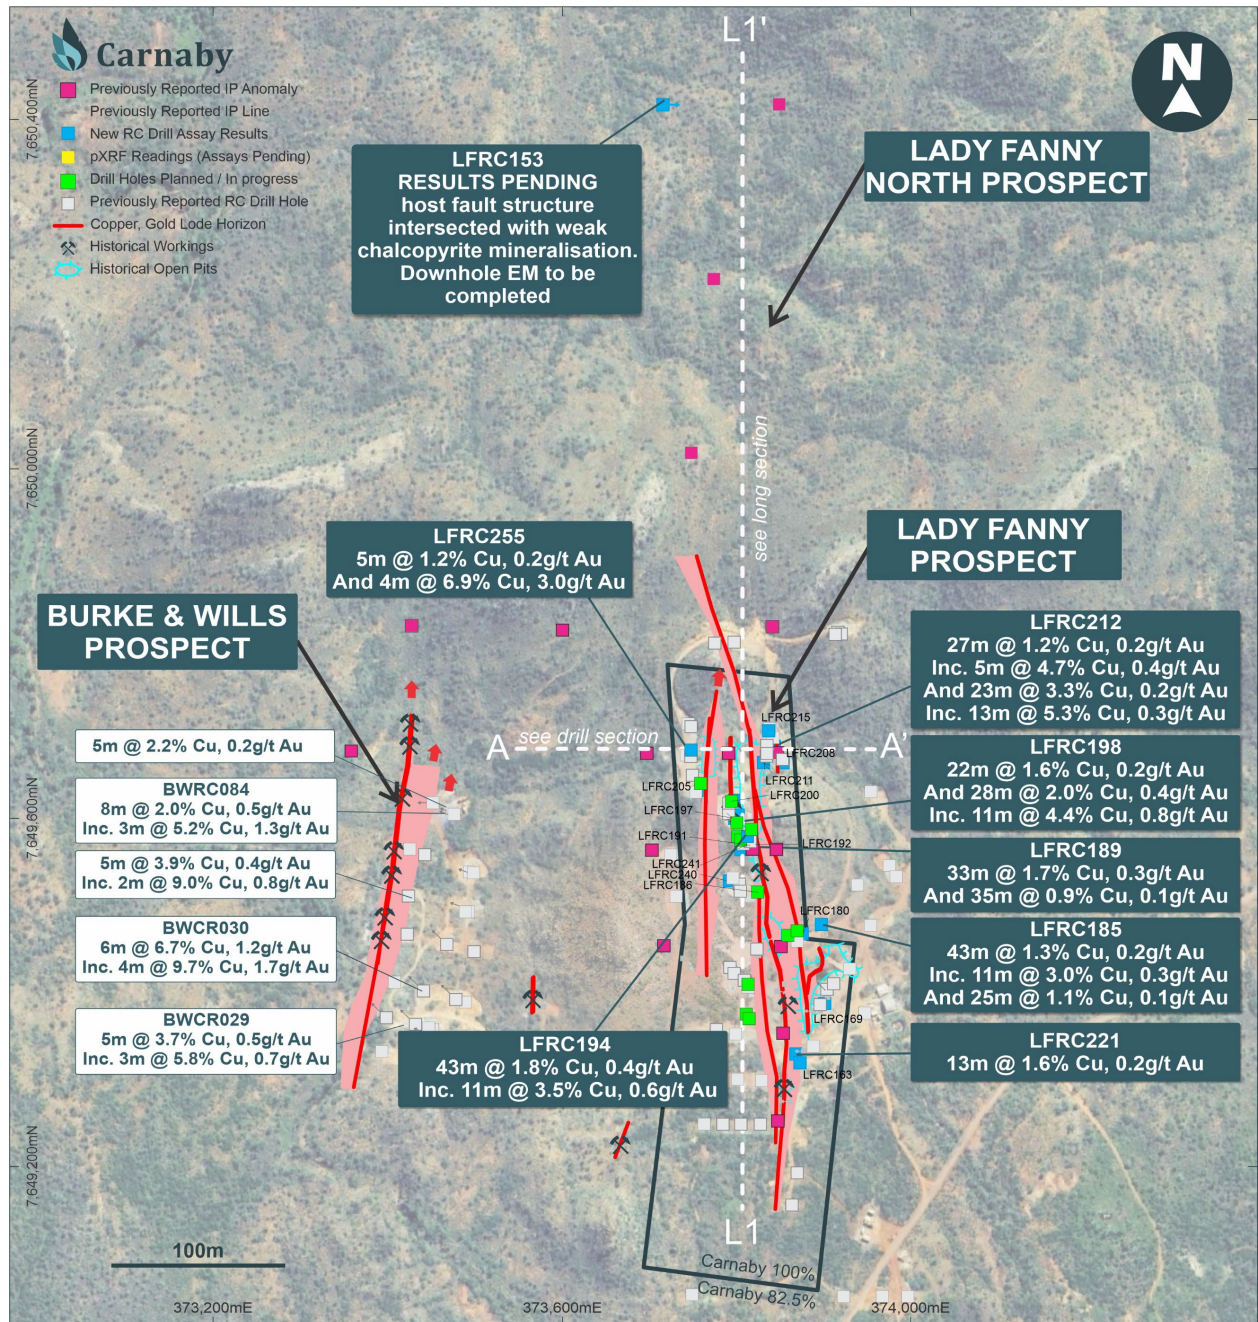 L1'
Carnaby
N
Previously Reported IP Anomaly
Previously Reported IP Line
New RC Drill Assay Results
pXRF Readings (Assays Pending)
Drill Holes Planned / In progress
Previously Reported RC Drill Hole
Copper, Gold Lode Horizon
Historical Workings
Historical Open Pits
7,650,400mN
LFRC153
RESULTS PENDING
host fault structure
intersected with weak
chalcopyrite mineralisation.
Downhole EM to be
completed
LADY FANNY
NORTH PROSPECT
7,650,000mN
see long section
LFRC255
5m @ 1.2% Cu, 0.2g/t Au
And 4m @ 6.9% Cu, 3.0g/t Au
LADY FANNY
PROSPECT
BURKE & WILLS
PROSPECT
LFRC212
27m @ 1.2% Cu, 0.2g/t Au
Inc. 5m @ 4.7% Cu, 0.4g/t Au
And 23m @ 3.3% Cu, 0.2g/t Au
Inc. 13m @ 5.3% Cu, 0.3g/t Au
LFRC215
A
see drill section
A'
LFRC208
5m @ 2.2% Cu, 0.2g/t Au
LFRC198
22m @ 1.6% Cu, 0.2g/t Au
And 28m @ 2.0% Cu, 0.4g/t Au
Inc. 11m @ 4.4% Cu, 0.8g/t Au
LFRC211
LFRC205
LFRC200
BWRC084
8m @ 2.0% Cu, 0.5g/t Au
Inc. 3m @ 5.2% Cu, 1.3g/t Au
LFRC197
7,649,600mN
LFRC191
LFRC192
LFRC189
33m @ 1.7% Cu, 0.3g/t Au
And 35m @ 0.9% Cu, 0.1g/t Au
5m @ 3.9% Cu, 0.4g/t Au
Inc. 2m @ 9.0% Cu, 0.8g/t Au
LFRC241
LFRC240
LFRC186
LFRC180
BWCR030
6m @ 6.7% Cu, 1.2g/t Au
Inc. 4m @ 9.7% Cu, 1.7g/t Au
LFRC185
43m @ 1.3% Cu, 0.2g/t Au
Inc. 11m @ 3.0% Cu, 0.3g/t Au
And 25m @ 1.1% Cu, 0.1g/t Au
BWCR029
5m @ 3.7% Cu, 0.5g/t Au
Inc. 3m @ 5.8% Cu, 0.7g/t Au
LFRC169
LFRC194
43m @ 1.8% Cu, 0.4g/t Au
Inc. 11m @ 3.5% Cu, 0.6g/t Au
LFRC221
13m @ 1.6% Cu, 0.2g/t Au
LFRC163
7,649,200mN
L1
100m
Carnaby 100%
Carnaby 82.5%
373,200mE
373,600mE
374,000mE